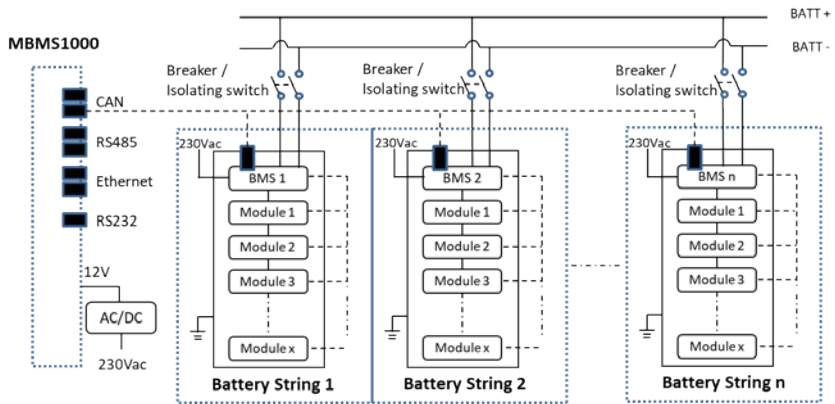 BATT +
MBMS1000
BATT -
Breaker /
Isolating switch
Breaker /
Isolating switch
Breaker /
Isolating switch
CAN
RS485
Ethernet
RS232
12V
AC/DC
230Vac
230Vac
BMS 1
Module 1
Module 2
Module 3
Module x
Battery String 1
230Vac
BMS 2
Module 1
Module 2
Module 3
Module x
Battery String 2
230Vac
BMS n
Module 1
Module 2
Module 3
Module x
Battery String n